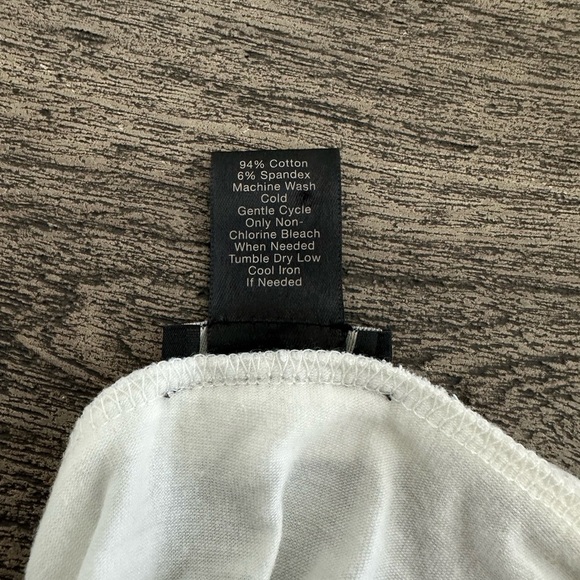 94% Cotton
6% Spandex
Machine Wash
Cold
Gentle Cycle
Only Non-
Chlorine Bleach
When Needed
Tumble Dry Low
Cool Iron
If Needed